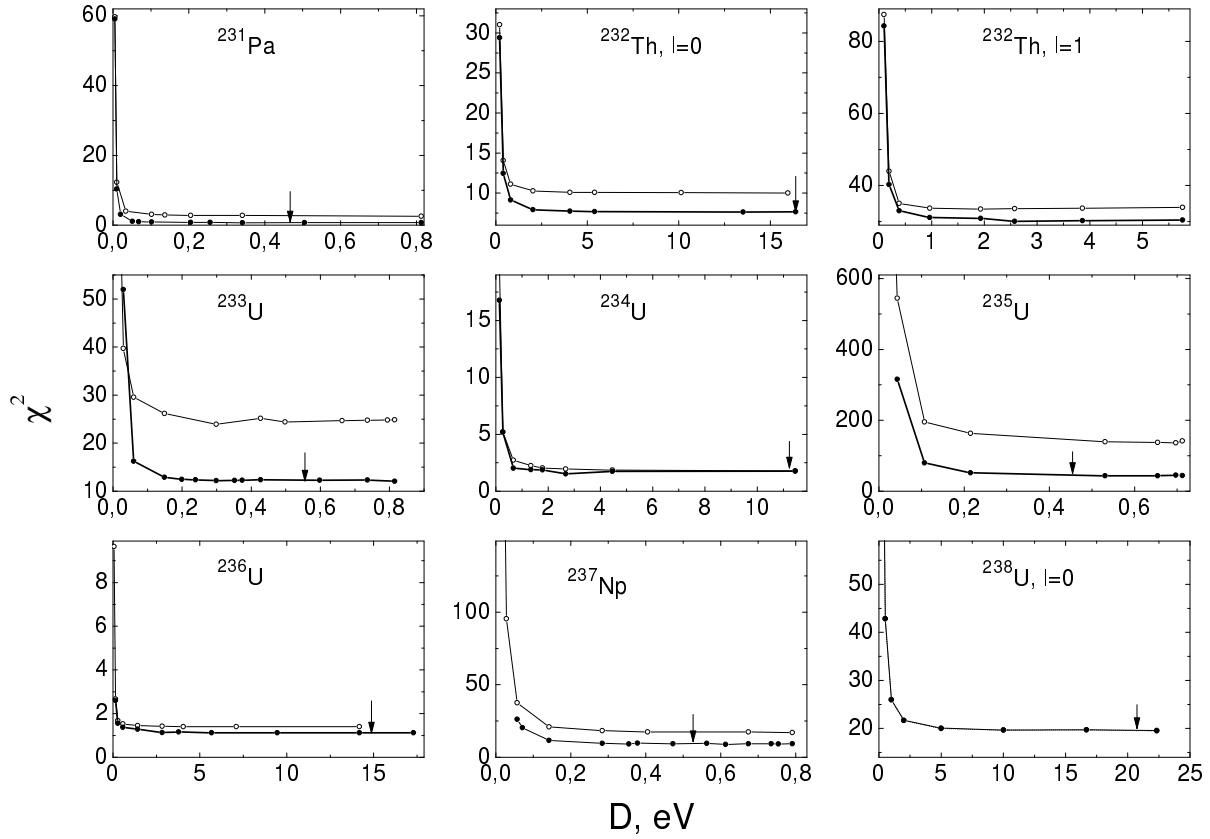 ²³¹Pa
60
40
20
0
0,0 0,2 0,4 0,6 0,8
²³²Th, l=0
30
25
20
15
10
0 5 10 15
²³²Th, l=1
80
60
40
0 1 2 3 4 5
²³³U
50
40
30
20
10
0,0 0,2 0,4 0,6 0,8
²³⁴U
15
10
5
0
0 2 4 6 8 10
²³⁵U
600
400
200
0
0,0 0,2 0,4 0,6
χ²
²³⁶U
8
6
4
2
0
0 5 10 15
²³⁷Np
100
50
0
0,0 0,2 0,4 0,6 0,8
²³⁸U, l=0
50
40
30
20
0 5 10 15 20 25
D, eV